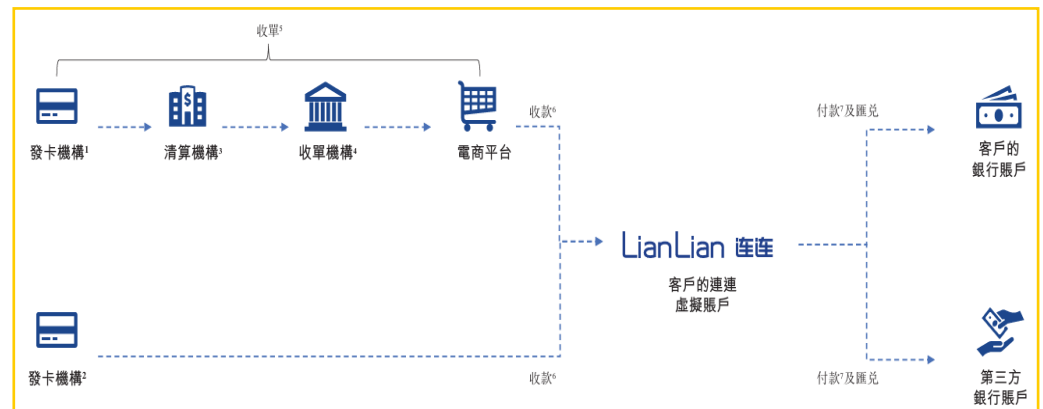 收單⁵
收款⁶
付款⁷及匯兑
發卡機構¹
清算機構³
收單機構⁴
電商平台
客戶的
銀行賬戶
LianLian 连连
客戶的連連
虛擬賬戶
發卡機構²
收款⁶
付款⁷及匯兑
第三方
銀行賬戶